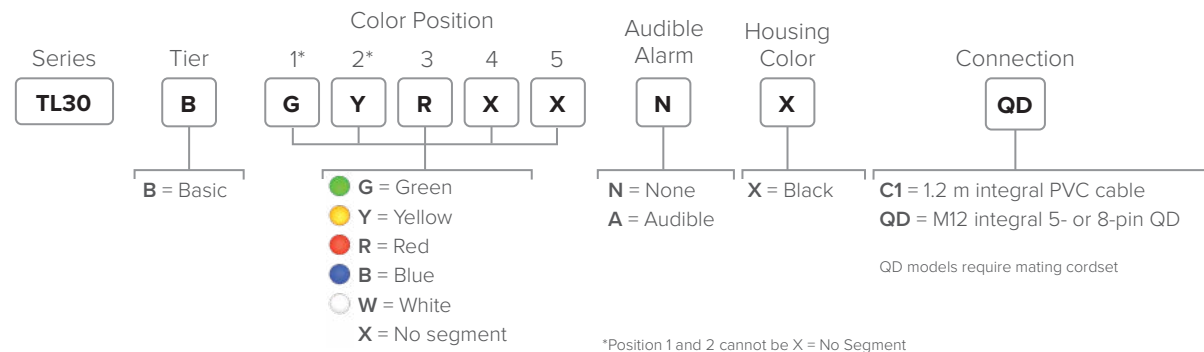 Color Position
Series Tier 1* 2* 3 4 5 Audible Alarm Housing Color Connection
TL30 B G Y R X X N X QD
B = Basic
G = Green
Y = Yellow
R = Red
B = Blue
W = White
X = No segment
N = None
A = Audible
X = Black
C1 = 1.2 m integral PVC cable
QD = M12 integral 5- or 8-pin QD
QD models require mating cordset
*Position 1 and 2 cannot be X = No Segment